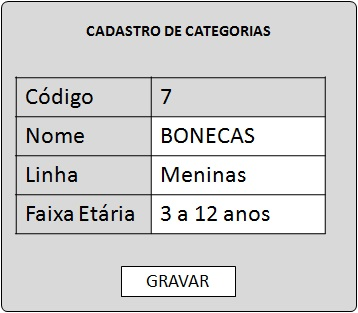 CADASTRO DE CATEGORIAS
Código 7
Nome BONECAS
Linha Meninas
Faixa Etária 3 a 12 anos
GRAVAR